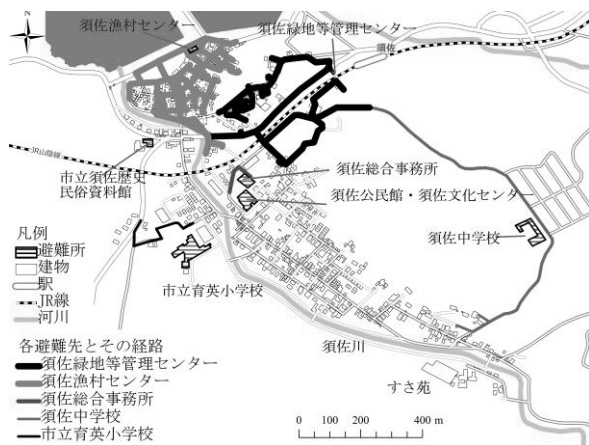 須佐漁村センター
須佐緑地等管理センター
須佐
JR山陰線
市立須佐歴史
民俗資料館
須佐総合事務所
須佐公民館・須佐文化センター
須佐中学校
市立育英小学校
須佐川
すさ苑
凡例
避難所
建物
駅
JR線
河川
各避難先とその経路
須佐緑地等管理センター
須佐漁村センター
須佐総合事務所
須佐中学校
市立育英小学校
0 100 200 400 m